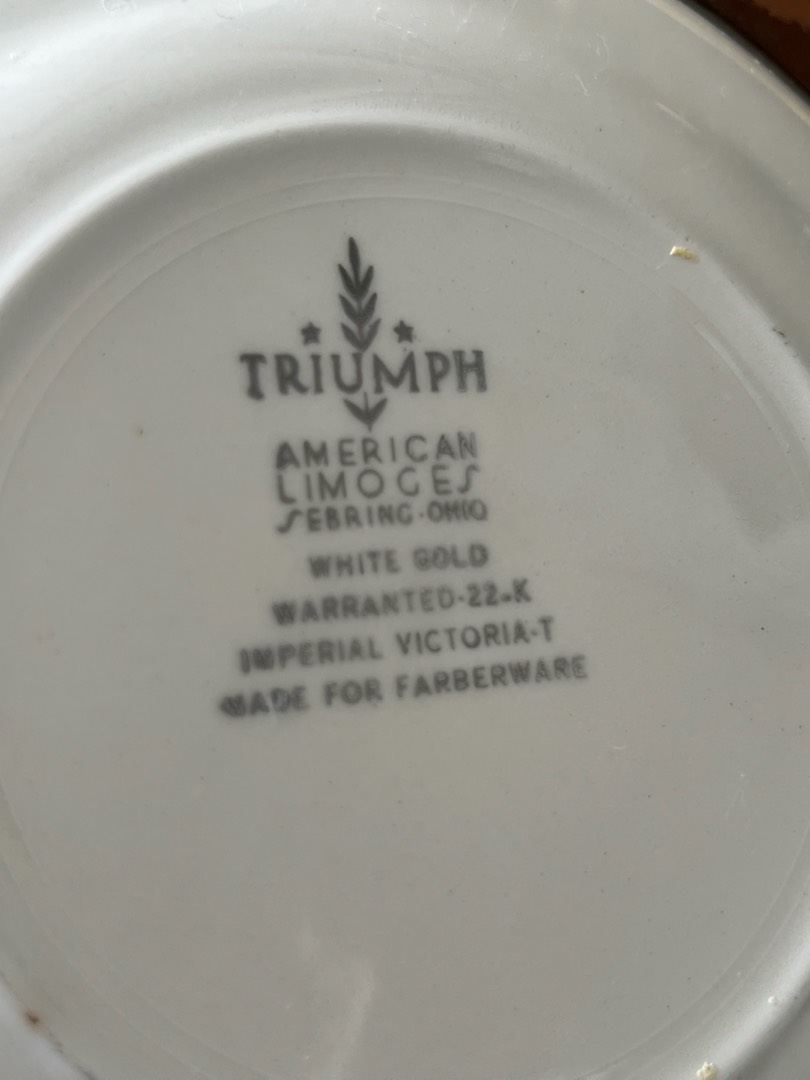 TRIUMPH
AMERICAN
LIMOGES
SEBRING·OHIO
WHITE GOLD
WARRANTED-22-K
IMPERIAL VICTORIA-T
MADE FOR FARBERWARE